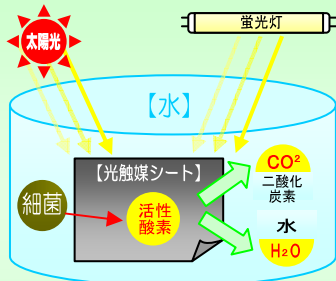 太陽光
蛍光灯
【水】
【光触媒シート】
細菌
活性
酸素
CO²
二酸化
炭素
水
H₂O